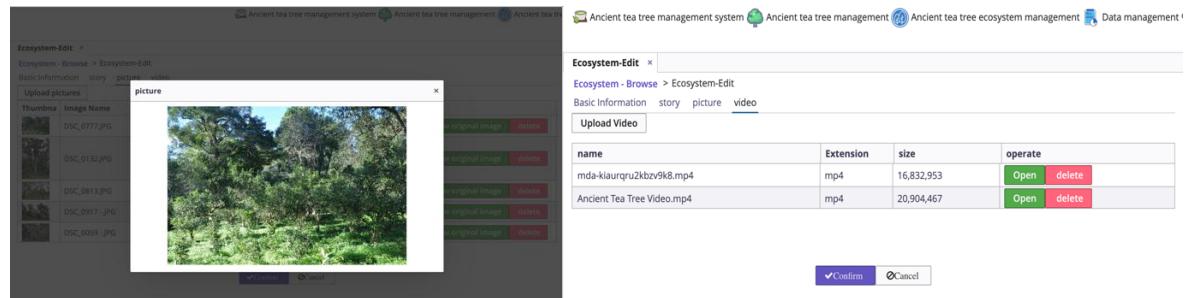 Ancient tea tree management system Ancient tea tree management Ancient tea tre
Ecosystem-Edit ×
Ecosystem - Browse > Ecosystem-Edit
Basic Information story picture video
Upload pictures
Thumbna Image Name
DSC_0777.JPG original image delete
DSC_0132.JPG original image delete
DSC_0813.JPG original image delete
DSC_0917 -.JPG original image delete
DSC_6059 -.JPG original image delete
Confirm Cancel
picture ×
Ancient tea tree management system Ancient tea tree management Ancient tea tree ecosystem management Data management
Ecosystem-Edit ×
Ecosystem - Browse > Ecosystem-Edit
Basic Information story picture video
Upload Video
name Extension size operate
mda-kiaurqru2kbzv9k8.mp4 mp4 16,832,953 Open delete
Ancient Tea Tree Video.mp4 mp4 20,904,467 Open delete
Confirm Cancel